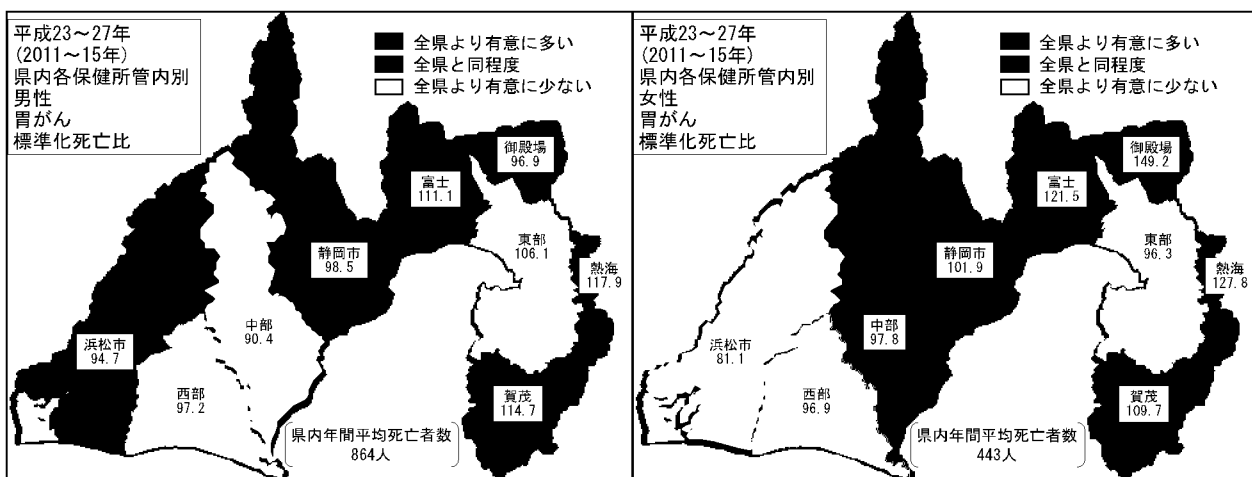 平成23～27年
(2011～15年)
県内各保健所管内別
男性
胃がん
標準化死亡比
全県より有意に多い
全県と同程度
全県より有意に少ない
御殿場
96.9
富士
111.1
東部
106.1
静岡市
98.5
熱海
117.9
中部
90.4
浜松市
94.7
西部
97.2
賀茂
114.7
県内年間平均死亡者数
864人
平成23～27年
(2011～15年)
県内各保健所管内別
女性
胃がん
標準化死亡比
全県より有意に多い
全県と同程度
全県より有意に少ない
御殿場
149.2
富士
121.5
東部
96.3
静岡市
101.9
熱海
127.8
中部
97.8
浜松市
81.1
西部
96.9
賀茂
109.7
県内年間平均死亡者数
443人